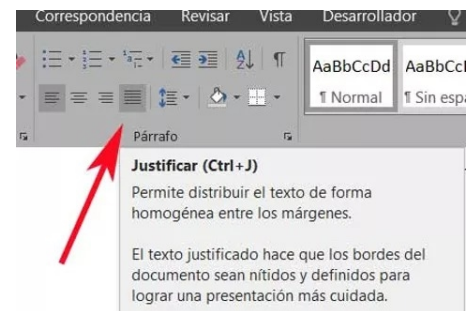 Correspondencia Revisar Vista Desarrollador
AaBbCcDd AaBbCcI
¶ Normal ¶ Sin espa
Párrafo
Justificar (Ctrl+J)
Permite distribuir el texto de forma
homogénea entre los márgenes.
El texto justificado hace que los bordes del
documento sean nítidos y definidos para
lograr una presentación más cuidada.